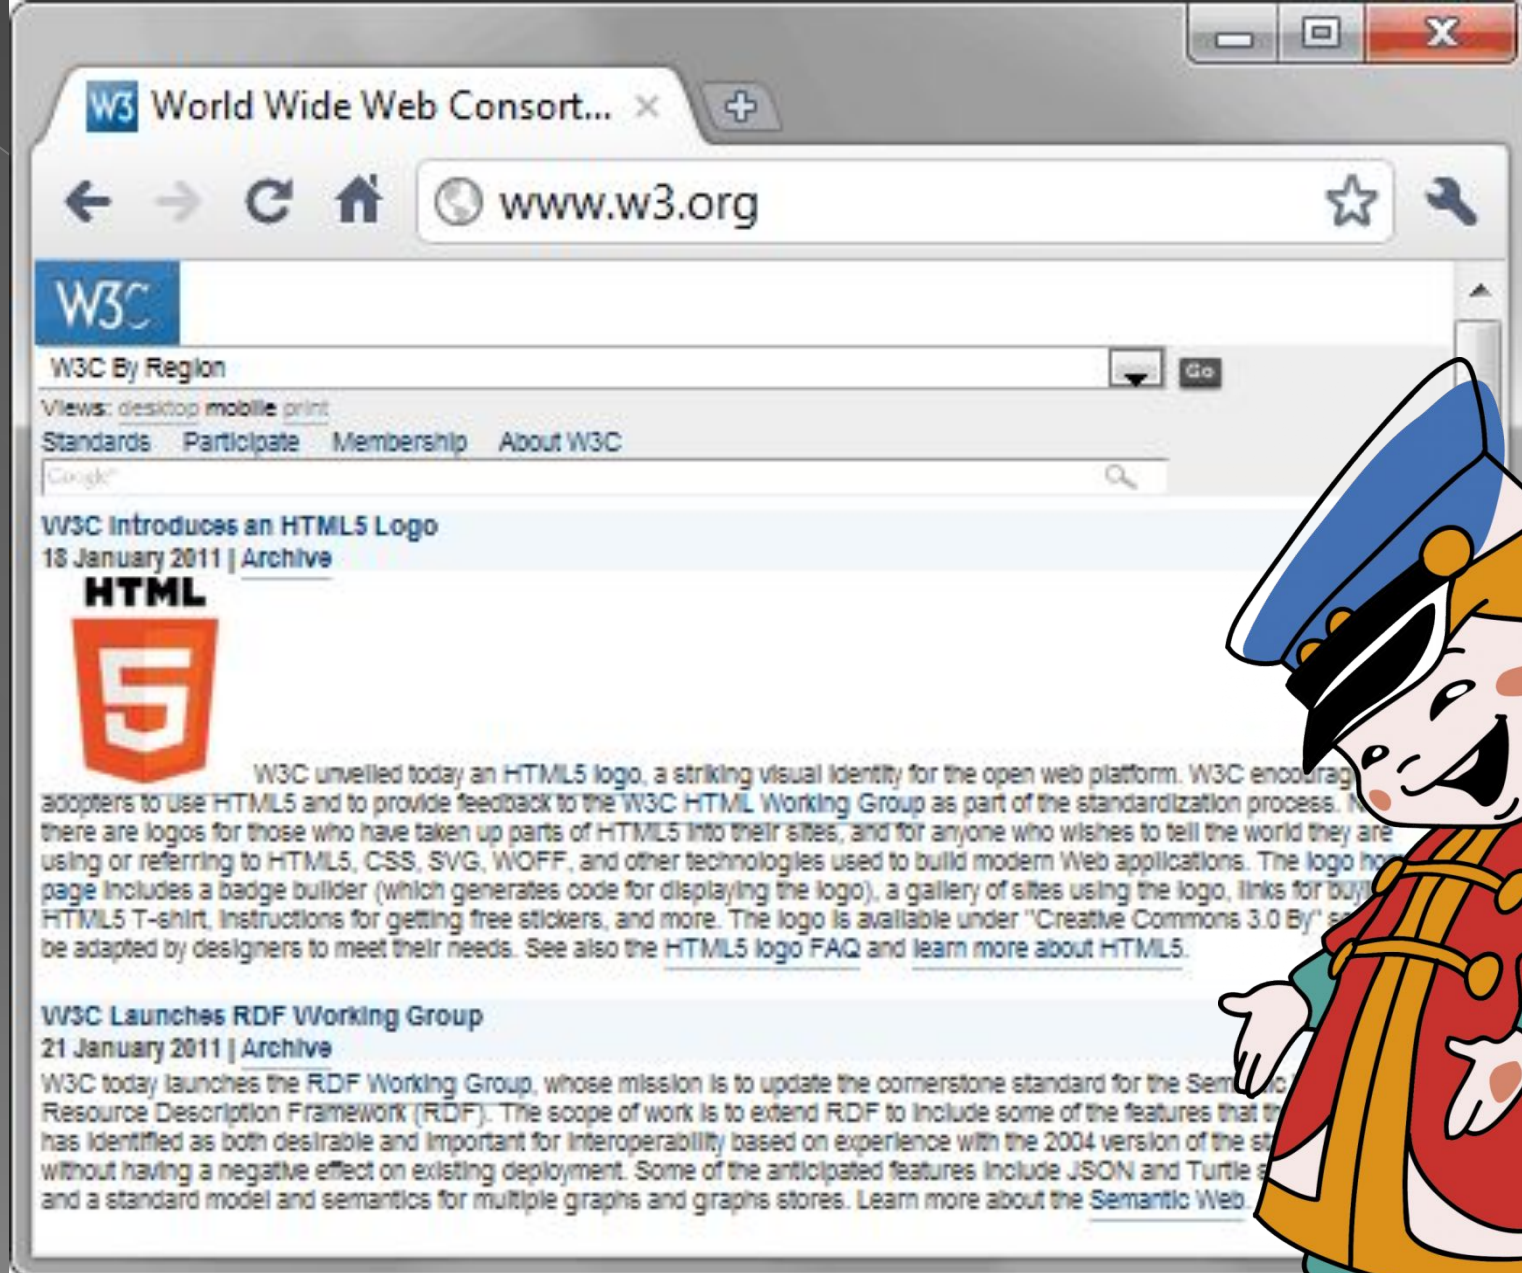 W3 World Wide Web Consort...
www.w3.org
W3C
W3C By Region
Go
Views: desktop mobile print
Standards Participate Membership About W3C
Google
W3C Introduces an HTML5 Logo
18 January 2011 | Archive
HTML
5
W3C unveiled today an HTML5 logo, a striking visual identity for the open web platform. W3C
adopters to use HTML5 and to provide feedback to the W3C HTML Working Group as part of the standardization process.
there are logos for those who have taken up parts of HTML5 into their sites, and for anyone who wishes to tell the world they are
using or referring to HTML5, CSS, SVG, WOFF, and other technologies used to build modern Web applications. The logo
page includes a badge builder (which generates code for displaying the logo), a gallery of sites using the logo, links for
HTML5 T-shirt, instructions for getting free stickers, and more. The logo is available under "Creative Commons 3.0 By"
be adapted by designers to meet their needs. See also the HTML5 logo FAQ and learn more about HTML5.
W3C Launches RDF Working Group
21 January 2011 | Archive
W3C today launches the RDF Working Group, whose mission is to update the cornerstone standard for the
Resource Description Framework (RDF). The scope of work is to extend RDF to include some of the features that
has identified as both desirable and important for interoperability based on experience with the 2004 version of the
without having a negative effect on existing deployment. Some of the anticipated features include JSON and Turtle
and a standard model and semantics for multiple graphs and graphs stores. Learn more about the Semantic Web.